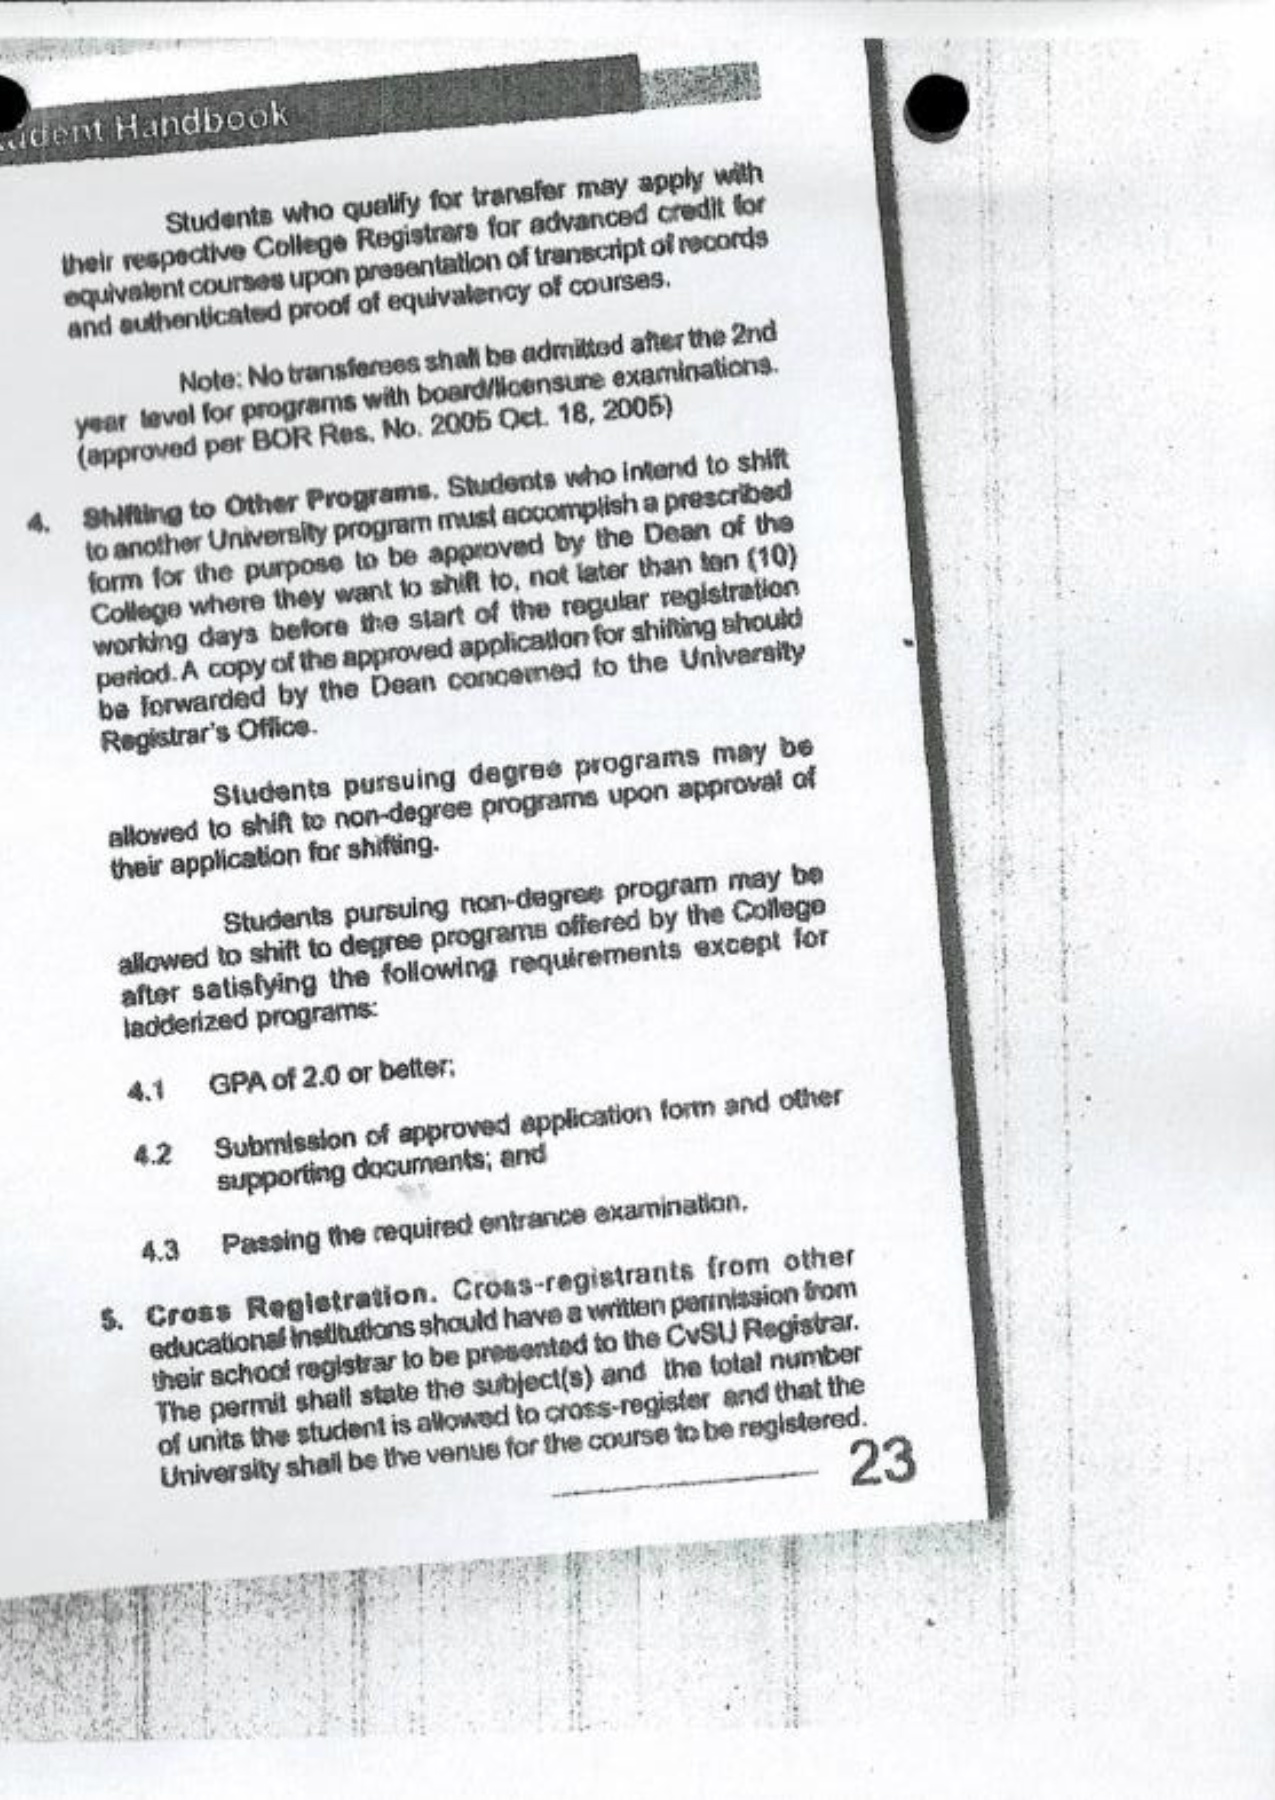 Student Handbook
Students who qualify for transfer may apply with
their respective College Registrars for advanced credit for
equivalent courses upon presentation of transcript of records
and authenticated proof of equivalency of courses.
Note: No transferees shall be admitted after the 2nd
year level for programs with board/licensure examinations.
(approved per BOR Res. No. 2005 Oct. 18, 2005)
4. Shifting to Other Programs. Students who intend to shift
to another University program must accomplish a prescribed
form for the purpose to be approved by the Dean of the
College where they want to shift to, not later than ten (10)
working days before the start of the regular registration
period. A copy of the approved application for shifting should
be forwarded by the Dean concerned to the University
Registrar's Office.
Students pursuing degree programs may be
allowed to shift to non-degree programs upon approval of
their application for shifting.
Students pursuing non-degree program may be
allowed to shift to degree programs offered by the College
after satisfying the following requirements except for
ladderized programs:
4.1 GPA of 2.0 or better;
4.2 Submission of approved application form and other
supporting documents; and
4.3 Passing the required entrance examination.
5. Cross Registration. Cross-registrants from other
educational institutions should have a written permission from
their school registrar to be presented to the CvSU Registrar.
The permit shall state the subject(s) and the total number
of units the student is allowed to cross-register and that the
University shall be the venue for the course to be registered.
23